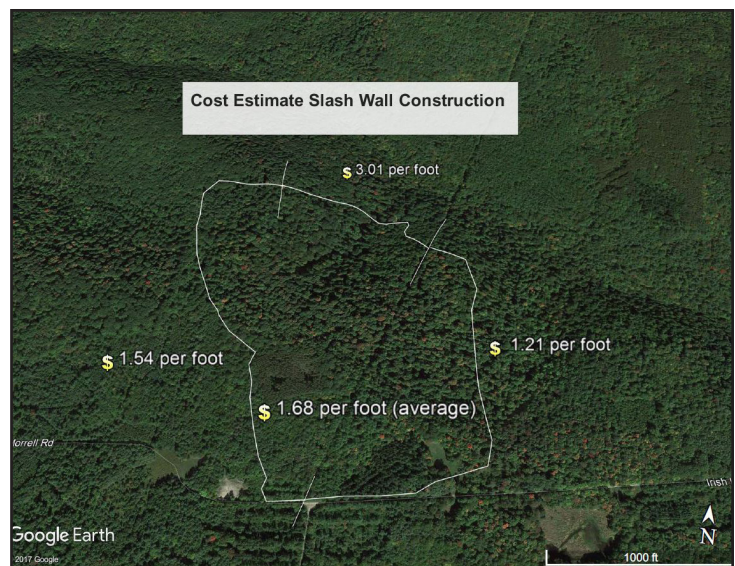 Cost Estimate Slash Wall Construction
$ 3.01 per foot
$ 1.54 per foot
$ 1.21 per foot
$ 1.68 per foot (average)
Rd
Irish
Google Earth
2017 Google
N
1000 ft